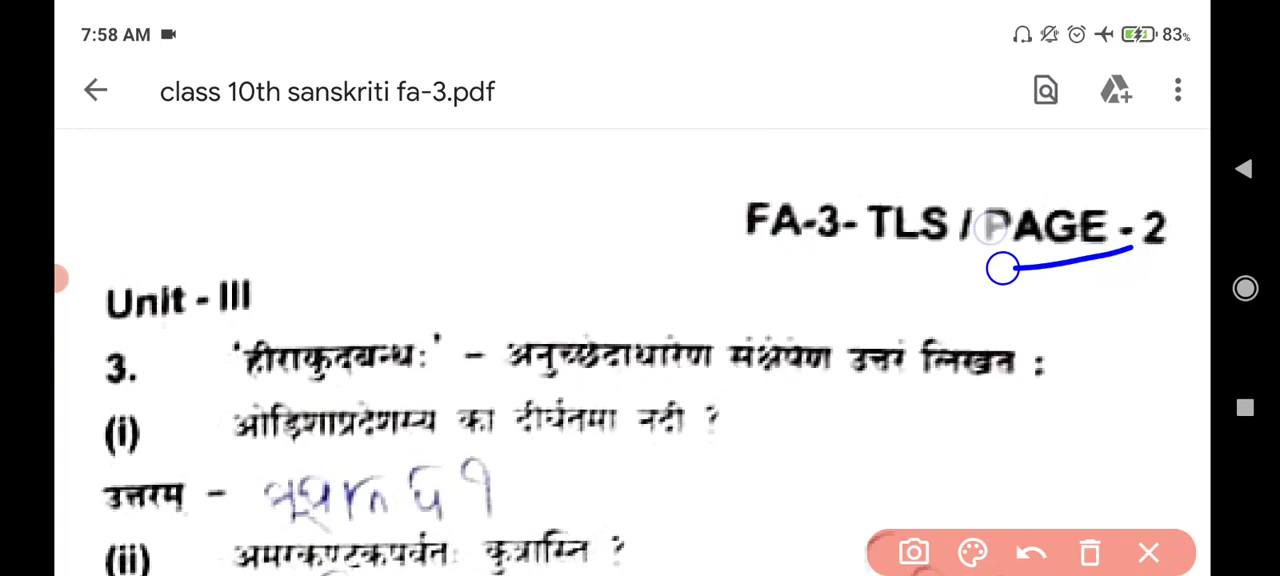 7:58 AM
83%
class 10th sanskriti fa-3.pdf
FA-3- TLS / PAGE - 2
Unit - III
3. 'हीराकुदबन्धः' - अनुच्छेदाधारेण संक्षेपेण उत्तरं लिखत :
(i) ओडिशाप्रदेशस्य का दीर्घतमा नदी ?
उत्तरम् -
(ii) अमरकण्टकपर्वतः कुत्रास्ति ?